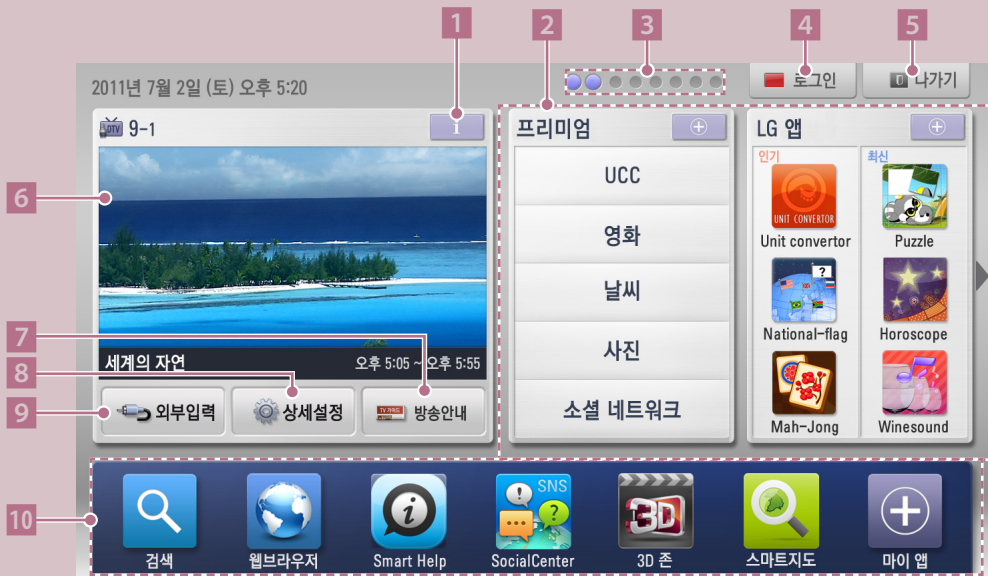 1
2
3
4
5
2011년 7월 2일 (토) 오후 5:20
로그인
나가기
DTV 9-1
i
프리미엄
LG 앱
6
인기
최신
UCC
UNIT CONVERTOR
Unit convertor
Puzzle
영화
?
날씨
National-flag
Horoscope
7
세계의 자연
오후 5:05 ~ 오후 5:55
사진
8
9
외부입력
상세설정
TV 가이드
방송안내
소셜 네트워크
Mah-Jong
Winesound
10
i
! SNS
... ?
3D
검색
웹브라우저
Smart Help
SocialCenter
3D 존
스마트지도
마이 앱